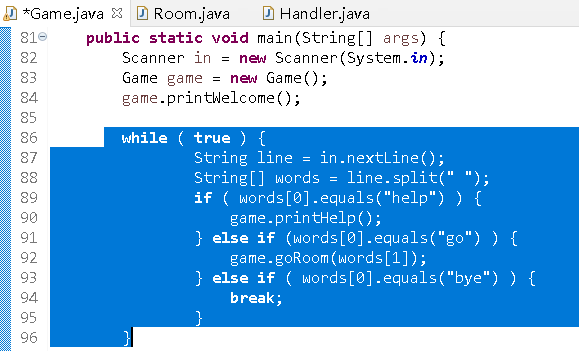 *Game.java Room.java Handler.java
81 public static void main(String[] args) {
82 Scanner in = new Scanner(System.in);
83 Game game = new Game();
84 game.printWelcome();
85
86 while ( true ) {
87 String line = in.nextLine();
88 String[] words = line.split(" ");
89 if ( words[0].equals("help") ) {
90 game.printHelp();
91 } else if (words[0].equals("go") ) {
92 game.goRoom(words[1]);
93 } else if ( words[0].equals("bye") ) {
94 break;
95 }
96 }